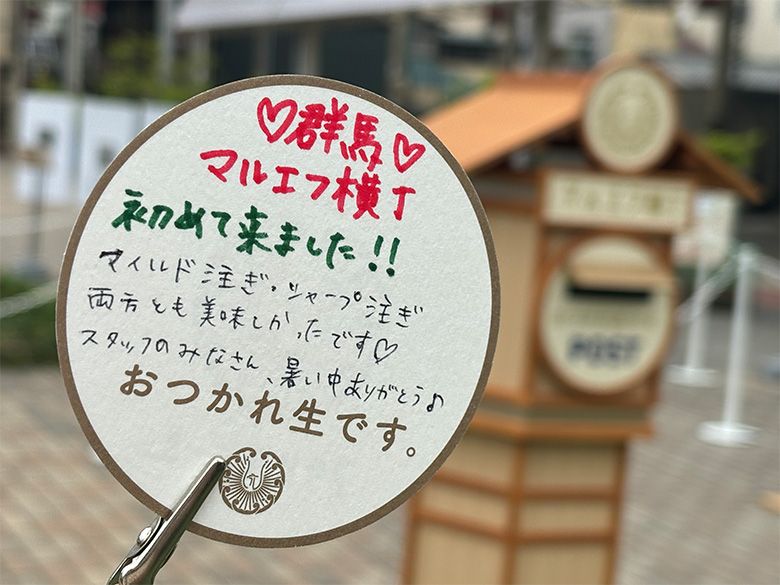 ♡群馬♡
マルエフ横丁
初めて来ました!!
マイルド注ぎ・シャープ注ぎ
両方とも美味しかったです♡
スタッフのみなさん、暑い中ありがとう♪
おつかれ生です。
POST